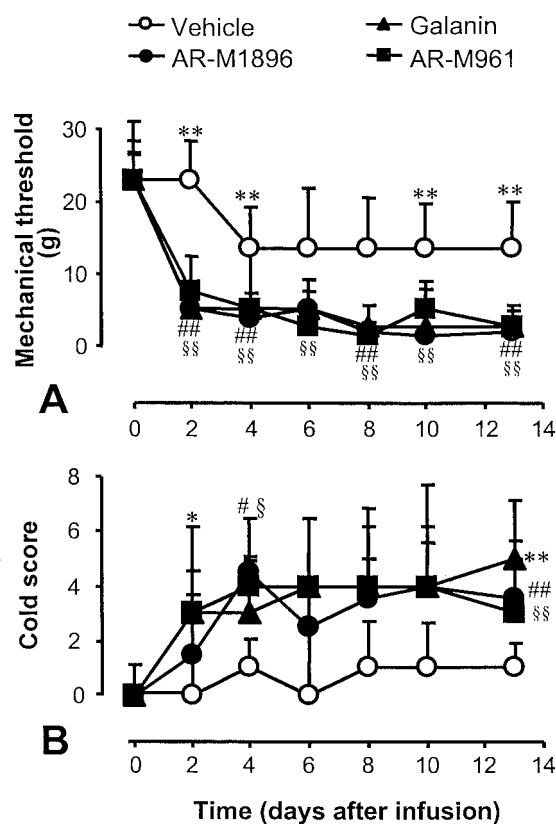 Vehicle
Galanin
AR-M1896
AR-M961
Mechanical threshold
(g)
30
20
10
0
**
**
**
**
##
§§
##
§§
§§
##
§§
§§
##
§§
A
0 2 4 6 8 10 12 14
Cold score
8
6
4
2
0
*
# §
**
##
§§
B
0 2 4 6 8 10 12 14
Time (days after infusion)